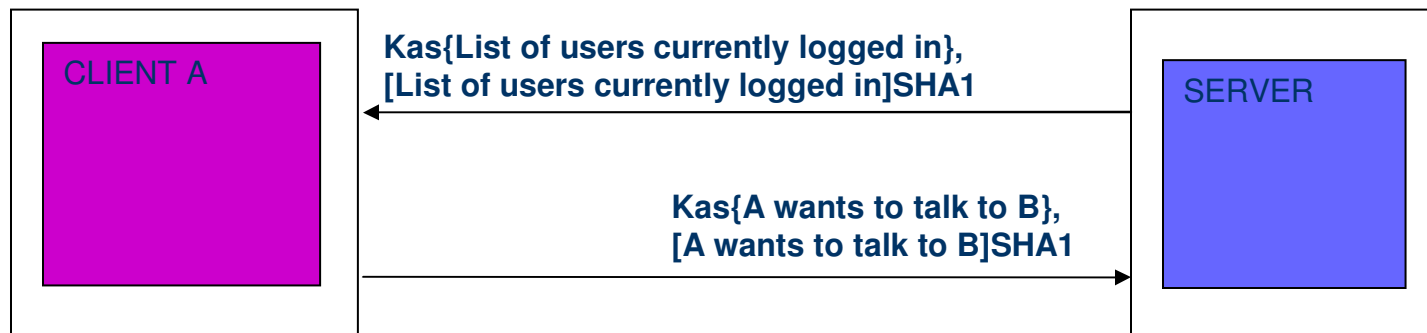 CLIENT A
Kas{List of users currently logged in},
[List of users currently logged in]SHA1
SERVER
Kas{A wants to talk to B},
[A wants to talk to B]SHA1